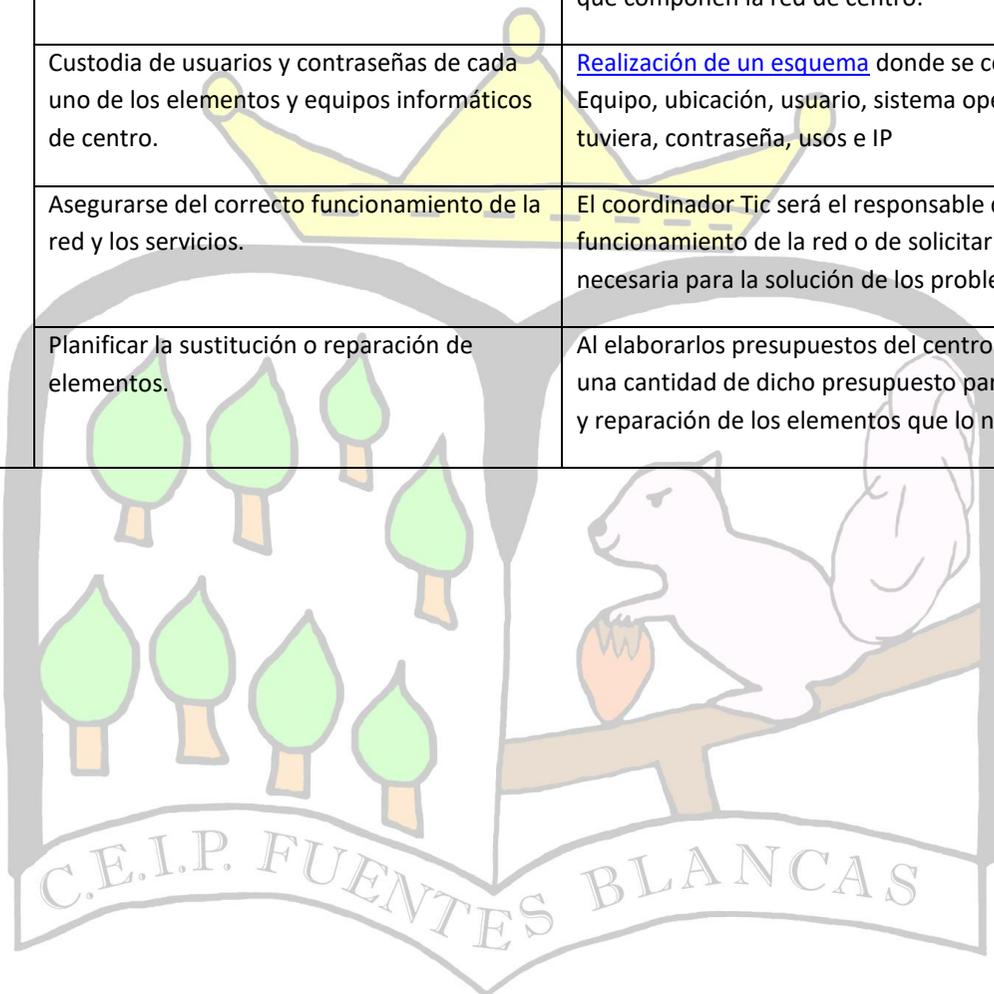 que componen la red de centro.
Custodia de usuarios y contraseñas de cada
uno de los elementos y equipos informáticos
de centro.
Realización de un esquema donde se
Equipo, ubicación, usuario, sistema
tuviera, contraseña, usos e IP
Asegurarse del correcto funcionamiento de la
red y los servicios.
El coordinador Tic será el responsable
funcionamiento de la red o de solicitar
necesaria para la solución de los
Planificar la sustitución o reparación de
elementos.
Al elaborarlos presupuestos del centro
una cantidad de dicho presupuesto
y reparación de los elementos que lo
C.E.I.P. FUENTES BLANCAS